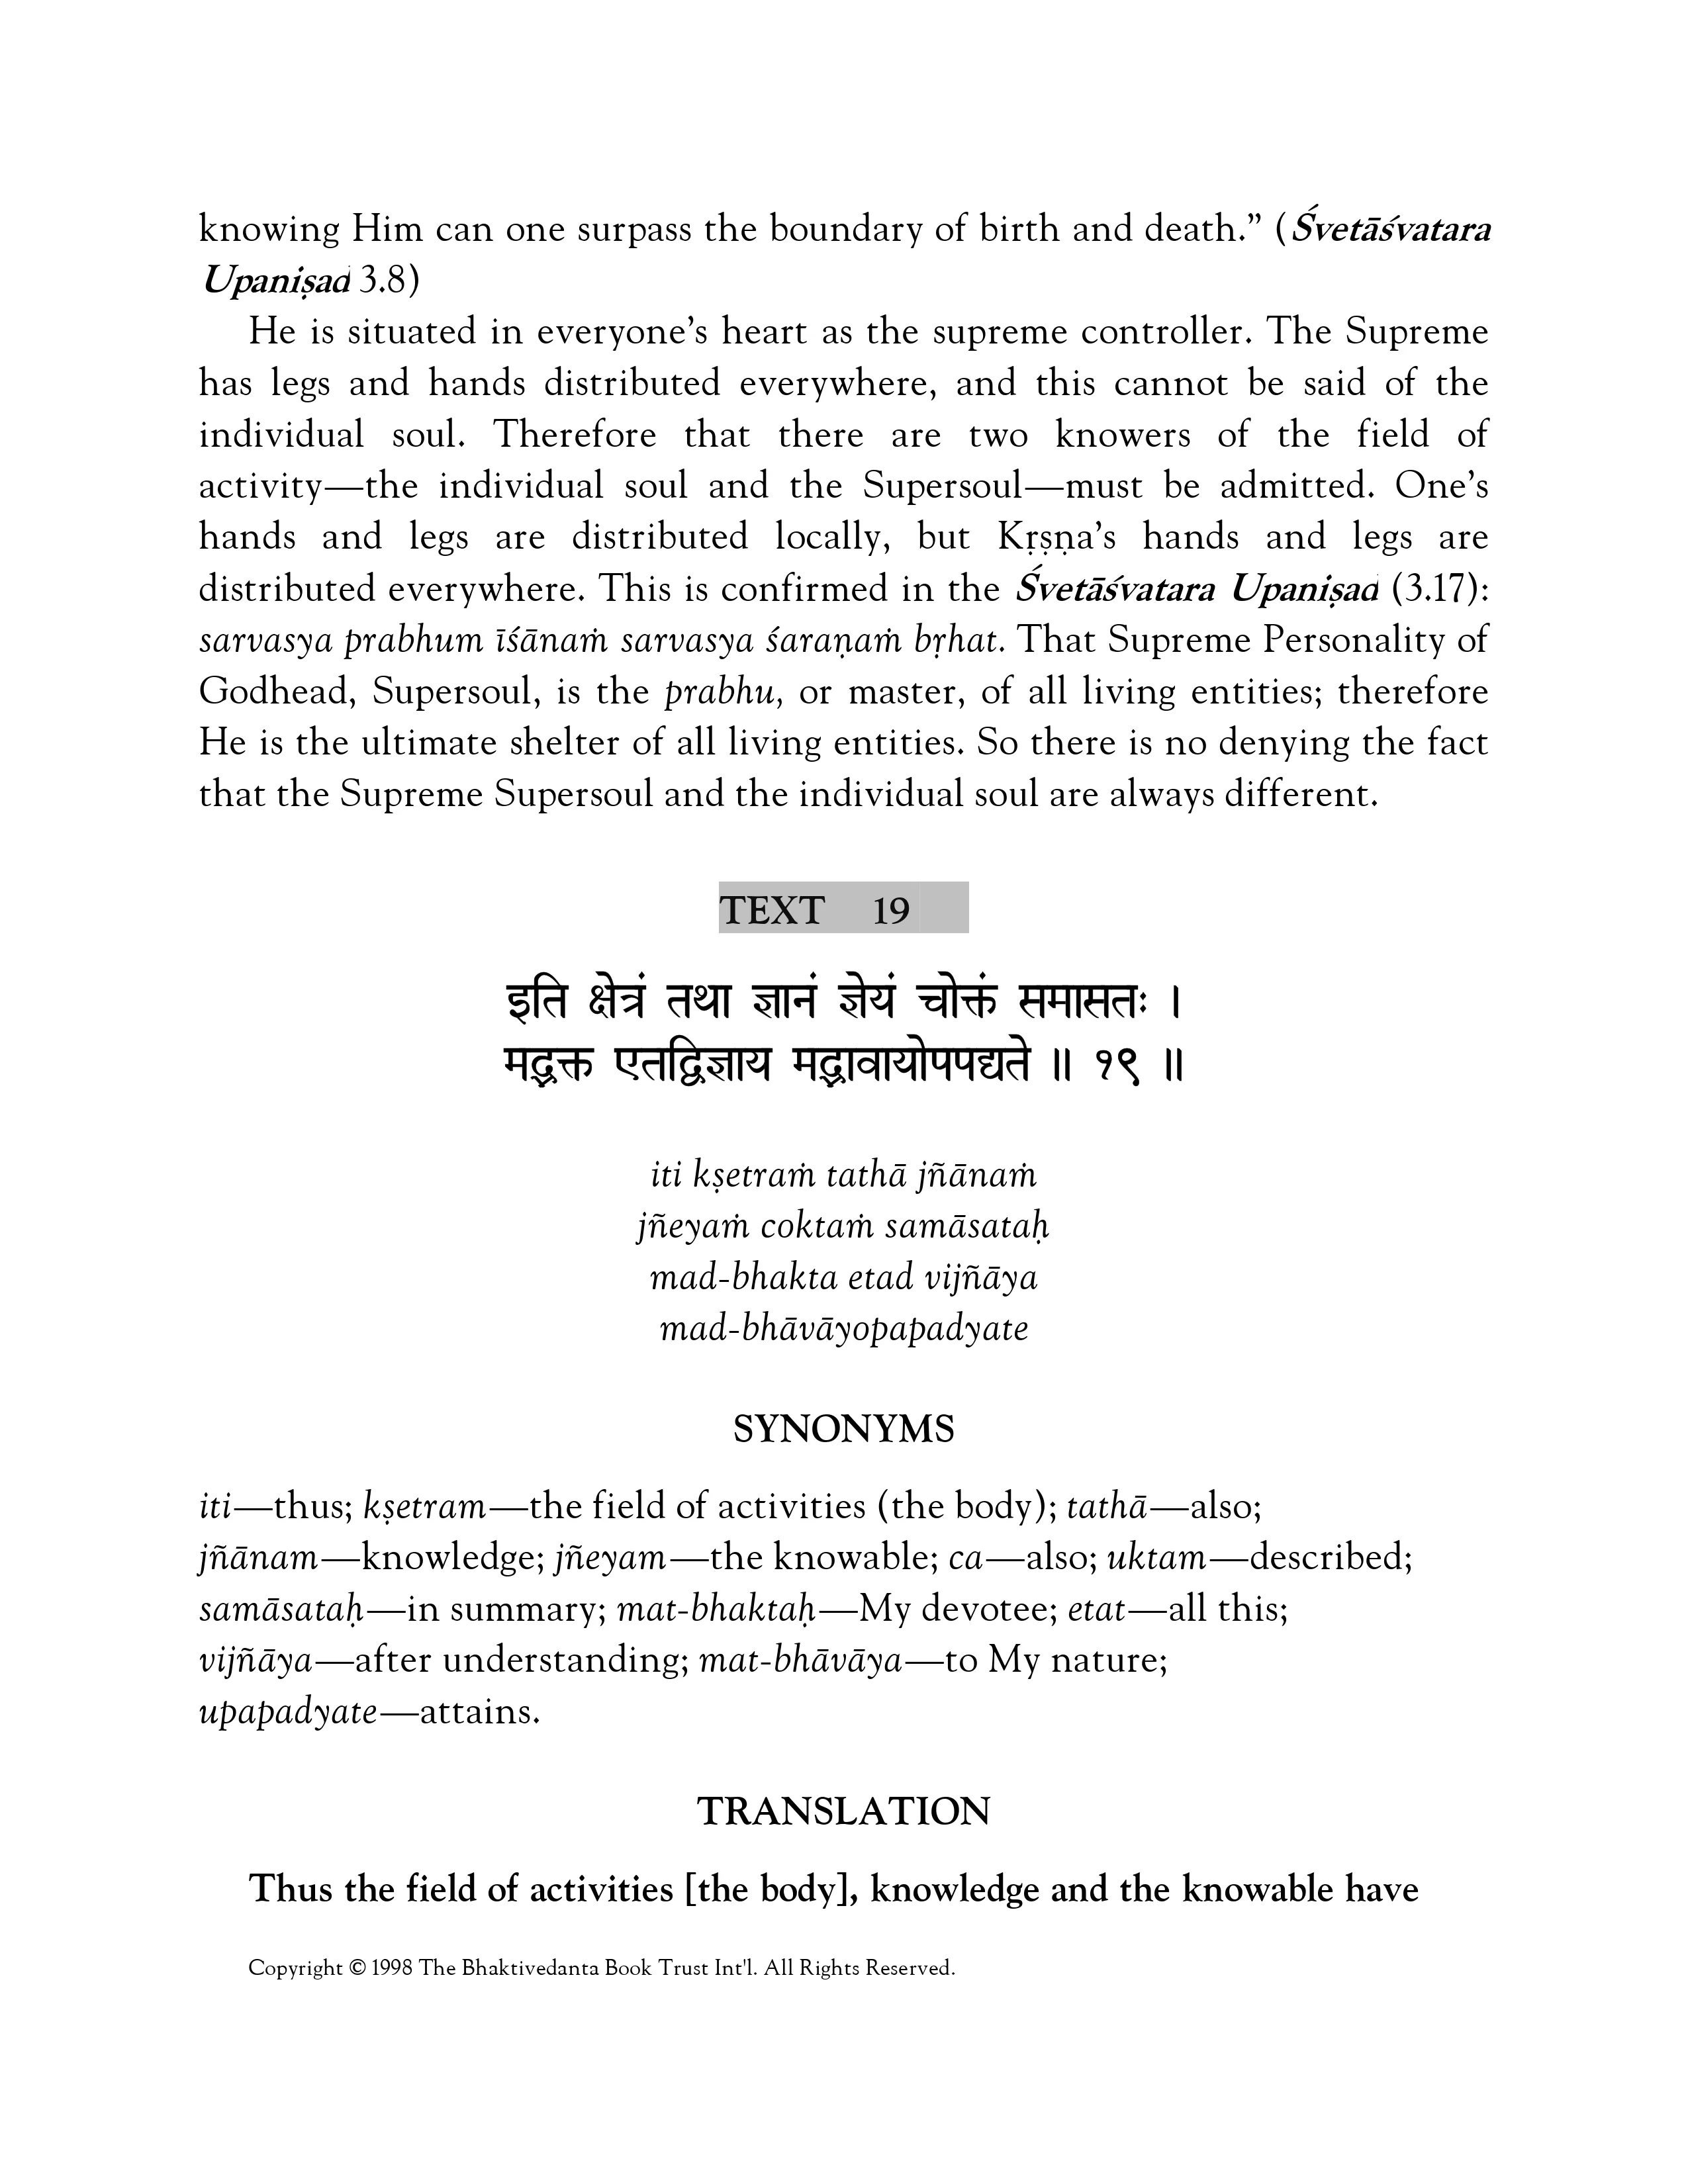 knowing Him can one surpass the boundary of birth and death.” (Śvetāśvatara
Upaniṣad 3.8)
He is situated in everyone’s heart as the supreme controller. The Supreme
has legs and hands distributed everywhere, and this cannot be said of the
individual soul. Therefore that there are two knowers of the field of
activity—the individual soul and the Supersoul—must be admitted. One’s
hands and legs are distributed locally, but Kṛṣṇa’s hands and legs are
distributed everywhere. This is confirmed in the Śvetāśvatara Upaniṣad (3.17):
sarvasya prabhum īśānaṁ sarvasya śaraṇaṁ bṛhat. That Supreme Personality of
Godhead, Supersoul, is the prabhu, or master, of all living entities; therefore
He is the ultimate shelter of all living entities. So there is no denying the fact
that the Supreme Supersoul and the individual soul are always different.
TEXT 19
इति क्षेत्रं तथा ज्ञानं ज्ञेयं चोक्तं समासतः ।
मद्भक्त एतद्विज्ञाय मद्भावायोपपद्यते ॥ १९ ॥
iti kṣetraṁ tathā jñānaṁ
jñeyaṁ coktaṁ samāsataḥ
mad-bhakta etad vijñāya
mad-bhāvāyopapadyate
SYNONYMS
iti—thus; kṣetram—the field of activities (the body); tathā—also;
jñānam—knowledge; jñeyam—the knowable; ca—also; uktam—described;
samāsataḥ—in summary; mat-bhaktaḥ—My devotee; etat—all this;
vijñāya—after understanding; mat-bhāvāya—to My nature;
upapadyate—attains.
TRANSLATION
Thus the field of activities [the body], knowledge and the knowable have
Copyright © 1998 The Bhaktivedanta Book Trust Int'l. All Rights Reserved.